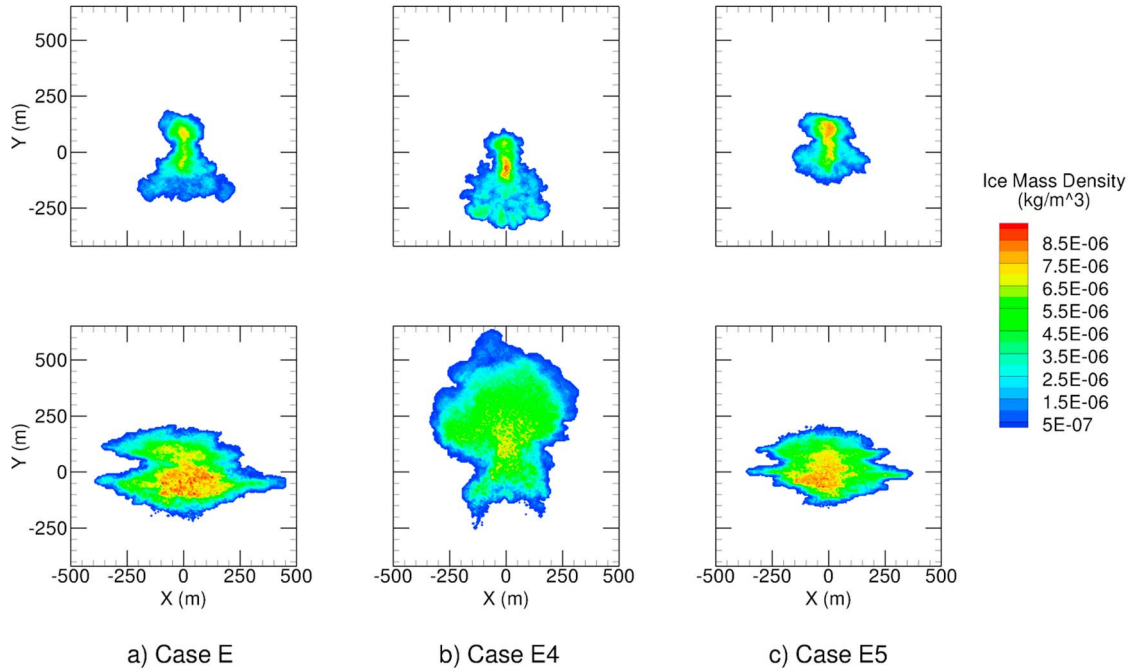 500
250
0
-250
Y (m)
Ice Mass Density
(kg/m^3)
8.5E-06
7.5E-06
6.5E-06
5.5E-06
4.5E-06
3.5E-06
2.5E-06
1.5E-06
5E-07
500
250
0
-250
Y (m)
-500 -250 0 250 500
X (m)
-500 -250 0 250 500
X (m)
-500 -250 0 250 500
X (m)
a) Case E
b) Case E4
c) Case E5